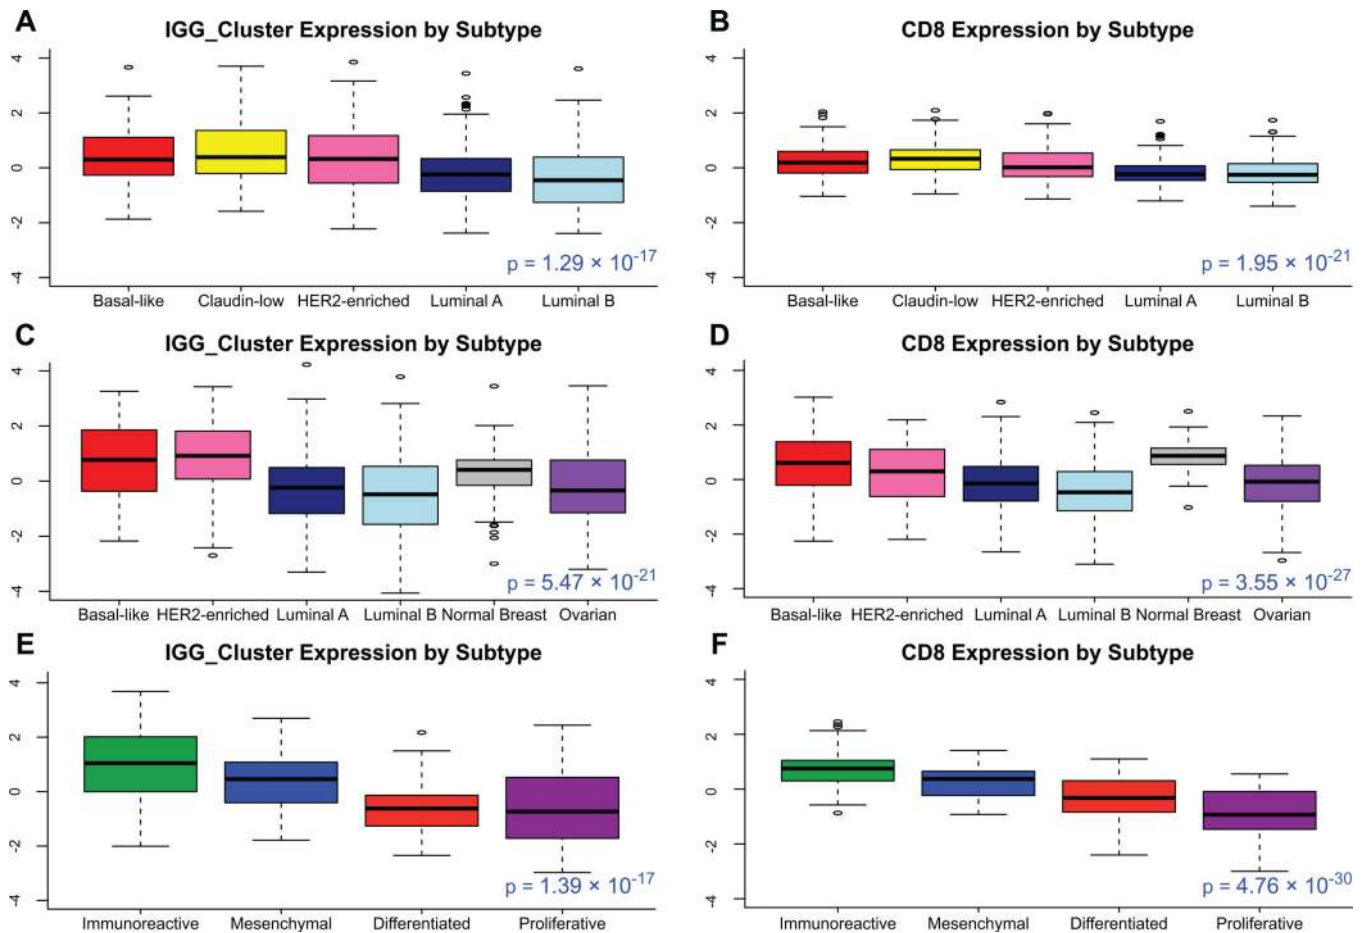 A
IGG_Cluster Expression by Subtype
4
2
0
-2
-4
p = 1.29 × 10-17
Basal-like Claudin-low HER2-enriched Luminal A Luminal B
B
CD8 Expression by Subtype
4
2
0
-2
-4
p = 1.95 × 10-21
Basal-like Claudin-low HER2-enriched Luminal A Luminal B
C
IGG_Cluster Expression by Subtype
4
2
0
-2
-4
p = 5.47 × 10-21
Basal-like HER2-enriched Luminal A Luminal B Normal Breast Ovarian
D
CD8 Expression by Subtype
4
2
0
-2
-4
p = 3.55 × 10-27
Basal-like HER2-enriched Luminal A Luminal B Normal Breast Ovarian
E
IGG_Cluster Expression by Subtype
4
2
0
-2
-4
p = 1.39 × 10-17
Immunoreactive Mesenchymal Differentiated Proliferative
F
CD8 Expression by Subtype
4
2
0
-2
-4
p = 4.76 × 10-30
Immunoreactive Mesenchymal Differentiated Proliferative